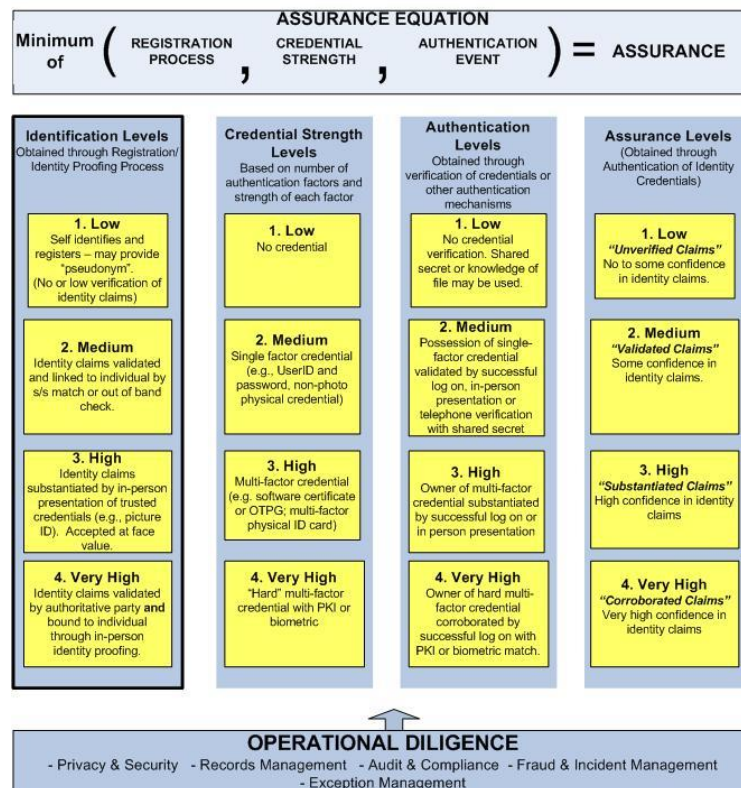 ASSURANCE EQUATION
Minimum of ( REGISTRATION PROCESS , CREDENTIAL STRENGTH , AUTHENTICATION EVENT ) = ASSURANCE
Identification Levels
Obtained through Registration/
Identity Proofing Process
1. Low
Self identifies and
registers – may provide
"pseudonym".
(No or low verification of
identity claims)
2. Medium
Identity claims validated
and linked to individual by
s/s match or out of band
check.
3. High
Identity claims
substantiated by in-person
presentation of trusted
credentials (e.g., picture
ID). Accepted at face
value.
4. Very High
Identity claims validated
by authoritative party and
bound to individual
through in-person
identity proofing.
Credential Strength
Levels
Based on number of
authentication factors and
strength of each factor
1. Low
No credential
2. Medium
Single factor credential
(e.g., UserID and
password, non-photo
physical credential)
3. High
Multi-factor credential
(e.g. software certificate
or OTPG; multi-factor
physical ID card)
4. Very High
"Hard" multi-factor
credential with PKI or
biometric
Authentication
Levels
Obtained through
verification of credentials or
other authentication
mechanisms
1. Low
No credential
verification. Shared
secret or knowledge of
file may be used.
2. Medium
Possession of single-
factor credential
validated by successful
log on, in-person
presentation or
telephone verification
with shared secret
3. High
Owner of multi-factor
credential substantiated
by successful log on or
in person presentation
4. Very High
Owner of hard multi-
factor credential
corroborated by
successful log on with
PKI or biometric match.
Assurance Levels
(Obtained through
Authentication of Identity
Credentials)
1. Low
"Unverified Claims"
No to some confidence
in identity claims.
2. Medium
"Validated Claims"
Some confidence in
identity claims.
3. High
"Substantiated Claims"
High confidence in identity
claims
4. Very High
"Corroborated Claims"
Very high confidence in
identity claims
OPERATIONAL DILIGENCE
- Privacy & Security - Records Management - Audit & Compliance - Fraud & Incident Management
- Exception Management